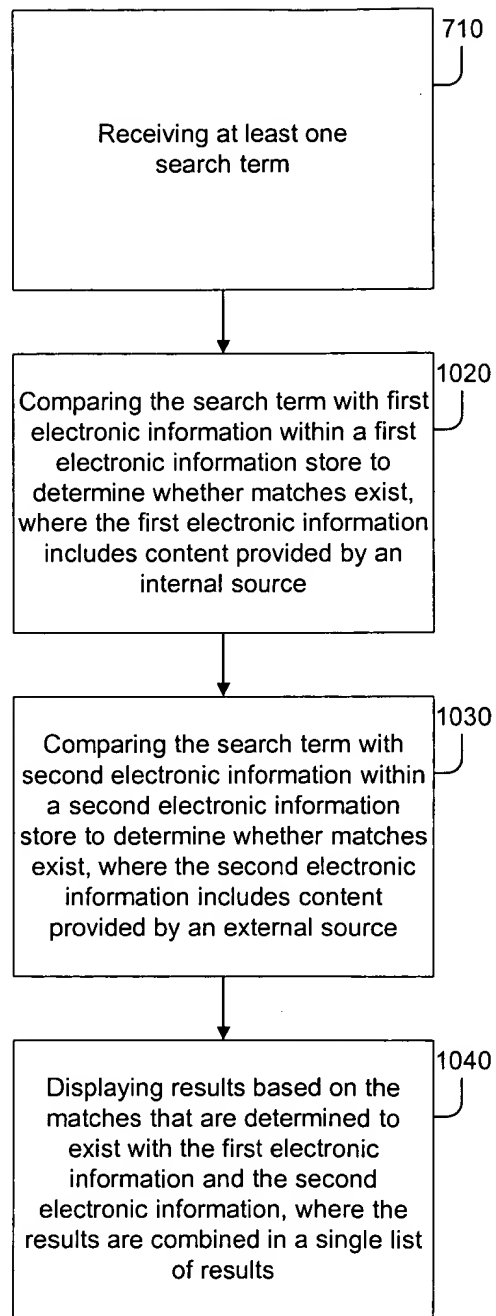 710
Receiving at least one
search term
1020
Comparing the search term with first
electronic information within a first
electronic information store to
determine whether matches exist,
where the first electronic information
includes content provided by an
internal source
1030
Comparing the search term with
second electronic information within
a second electronic information
store to determine whether matches
exist, where the second electronic
information includes content
provided by an external source
1040
Displaying results based on the
matches that are determined to
exist with the first electronic
information and the second
electronic information, where the
results are combined in a single list
of results